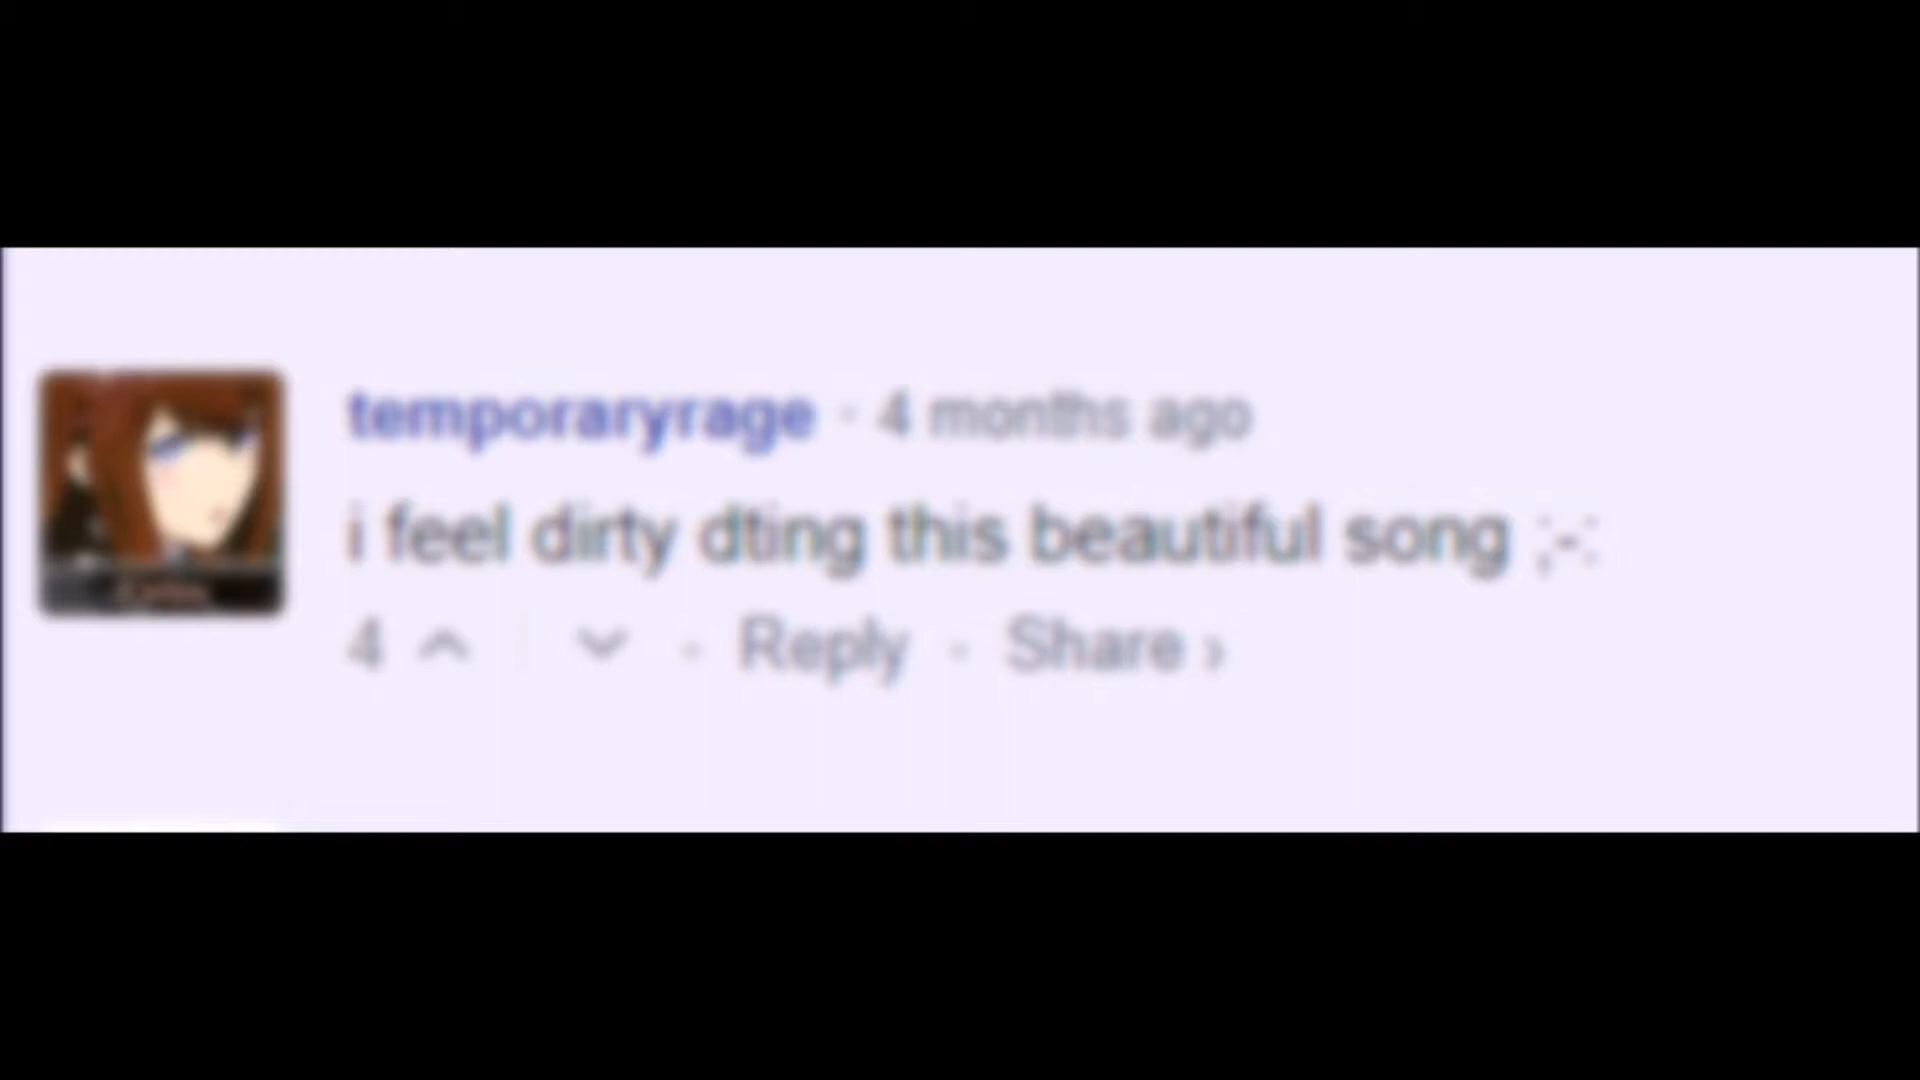 temporaryrage · 4 months ago
i feel dirty dting this beautiful song ;-:
4 · Reply · Share ›